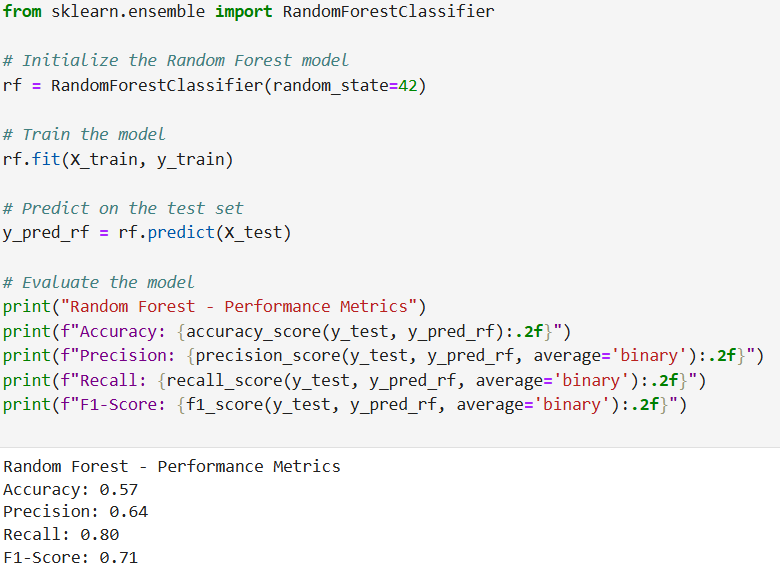 from sklearn.ensemble import RandomForestClassifier
# Initialize the Random Forest model
rf = RandomForestClassifier(random_state=42)
# Train the model
rf.fit(X_train, y_train)
# Predict on the test set
y_pred_rf = rf.predict(X_test)
# Evaluate the model
print("Random Forest - Performance Metrics")
print(f"Accuracy: {accuracy_score(y_test, y_pred_rf):.2f}")
print(f"Precision: {precision_score(y_test, y_pred_rf, average='binary'):.2f}")
print(f"Recall: {recall_score(y_test, y_pred_rf, average='binary'):.2f}")
print(f"F1-Score: {f1_score(y_test, y_pred_rf, average='binary'):.2f}")
Random Forest - Performance Metrics
Accuracy: 0.57
Precision: 0.64
Recall: 0.80
F1-Score: 0.71